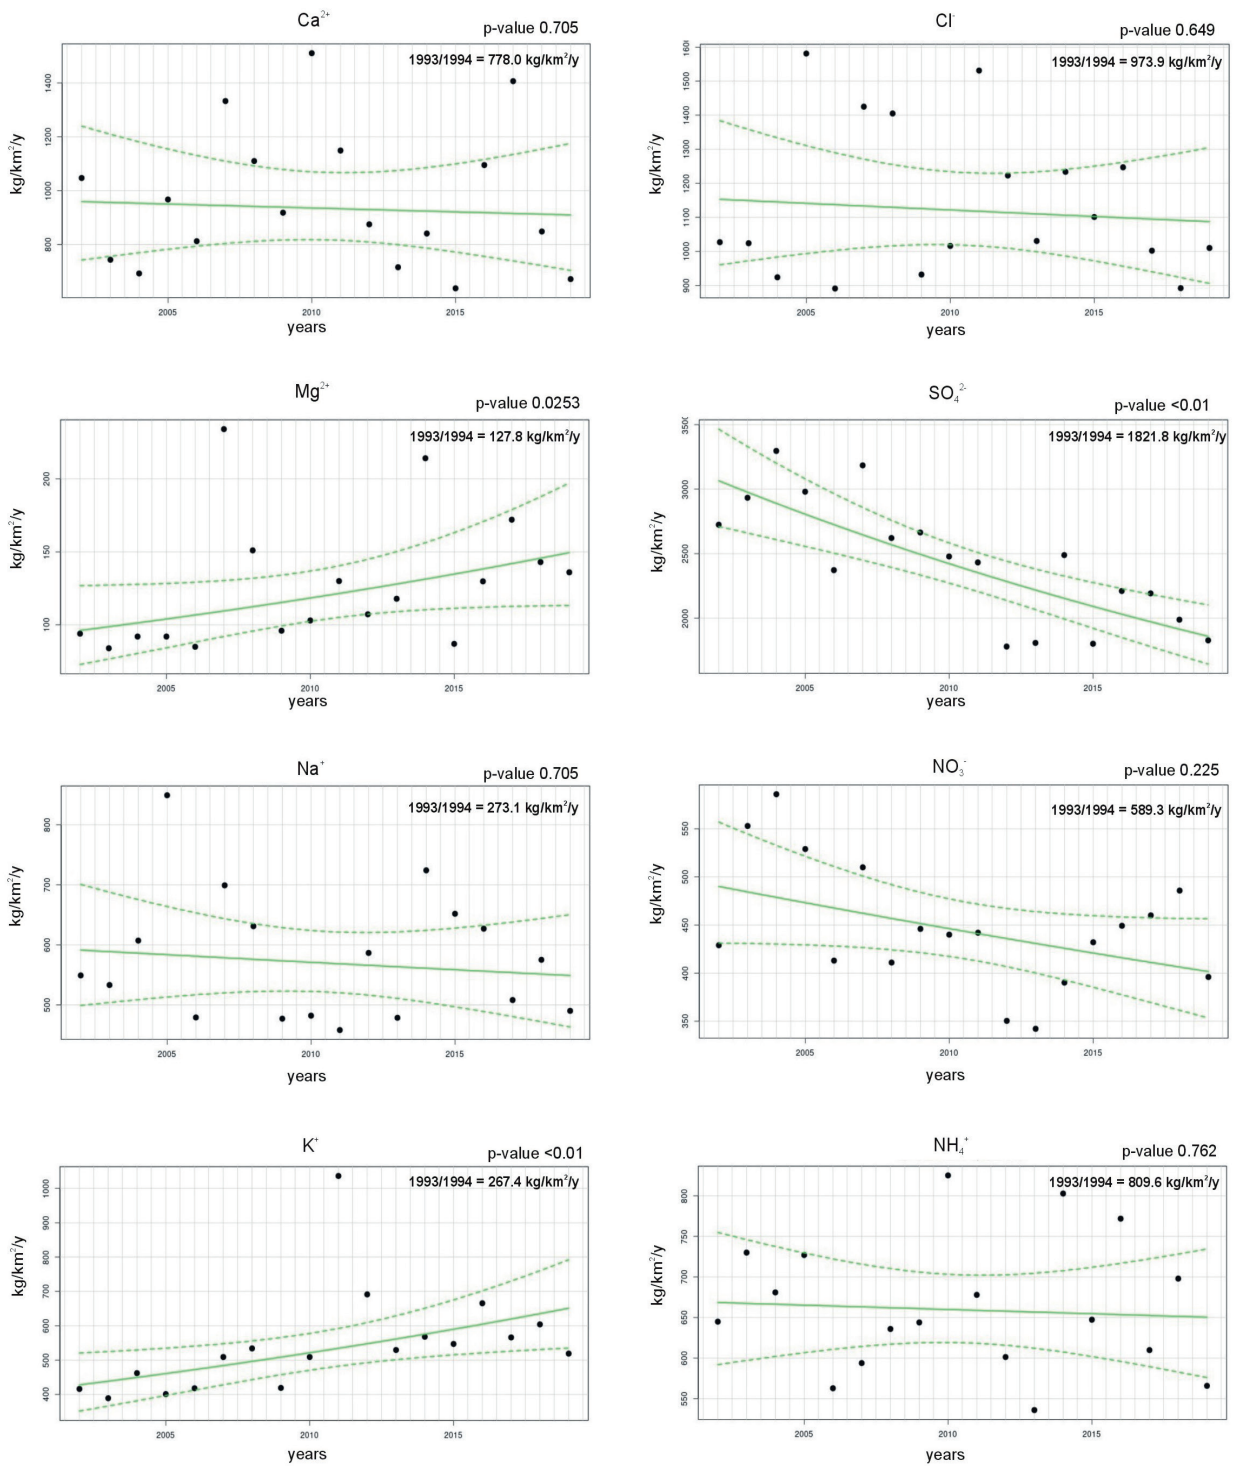 Ca²⁺
p-value 0.705
1993/1994 = 778.0 kg/km²/y
kg/km²/y
1400
1200
1000
800
2005
2010
2015
years
Cl⁻
p-value 0.649
1993/1994 = 973.9 kg/km²/y
kg/km²/y
1500
1400
1300
1200
1100
1000
900
2005
2010
2015
years
Mg²⁺
p-value 0.0253
1993/1994 = 127.8 kg/km²/y
kg/km²/y
200
150
100
2005
2010
2015
years
SO₄²⁻
p-value <0.01
1993/1994 = 1821.8 kg/km²/y
kg/km²/y
3000
2500
2000
2005
2010
2015
years
Na⁺
p-value 0.705
1993/1994 = 273.1 kg/km²/y
kg/km²/y
800
700
600
500
2005
2010
2015
years
NO₃⁻
p-value 0.225
1993/1994 = 589.3 kg/km²/y
kg/km²/y
550
500
450
400
350
2005
2010
2015
years
K⁺
p-value <0.01
1993/1994 = 267.4 kg/km²/y
kg/km²/y
1000
900
800
700
600
500
400
2005
2010
2015
years
NH₄⁺
p-value 0.762
1993/1994 = 809.6 kg/km²/y
kg/km²/y
800
750
700
650
600
550
2005
2010
2015
years